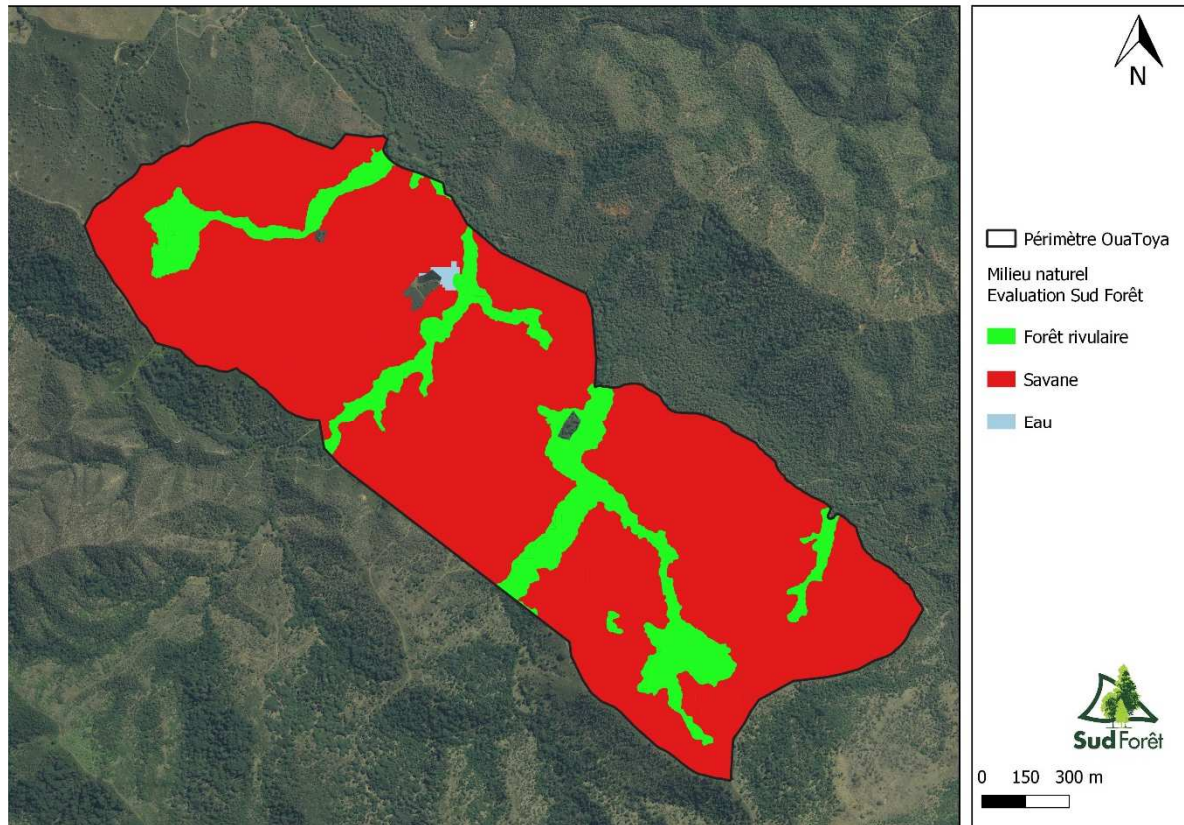 N
Périmètre OuaToya
Milieu naturel
Evaluation Sud Forêt
Forêt rivulaire
Savane
Eau
Sud Forêt
0 150 300 m